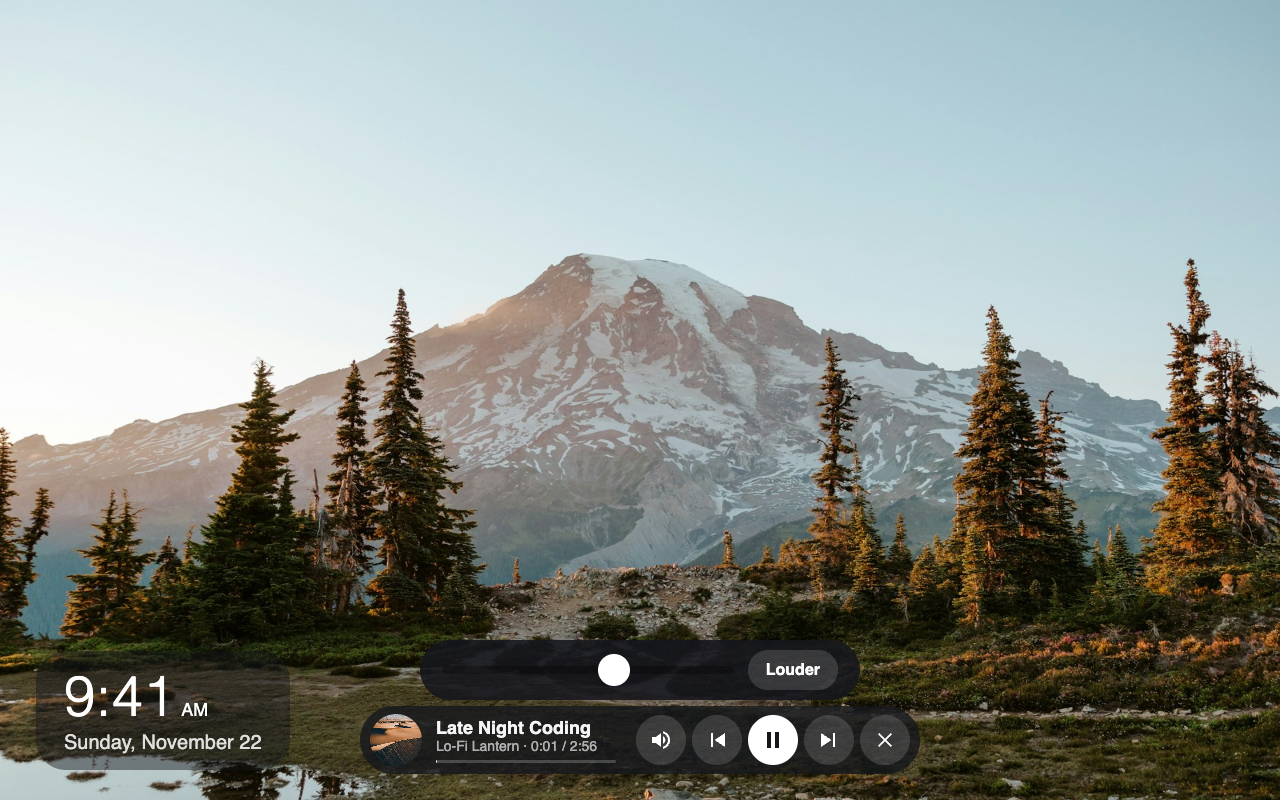 Louder
9:41 AM
Sunday, November 22
Late Night Coding
Lo-Fi Lantern · 0:01 / 2:56